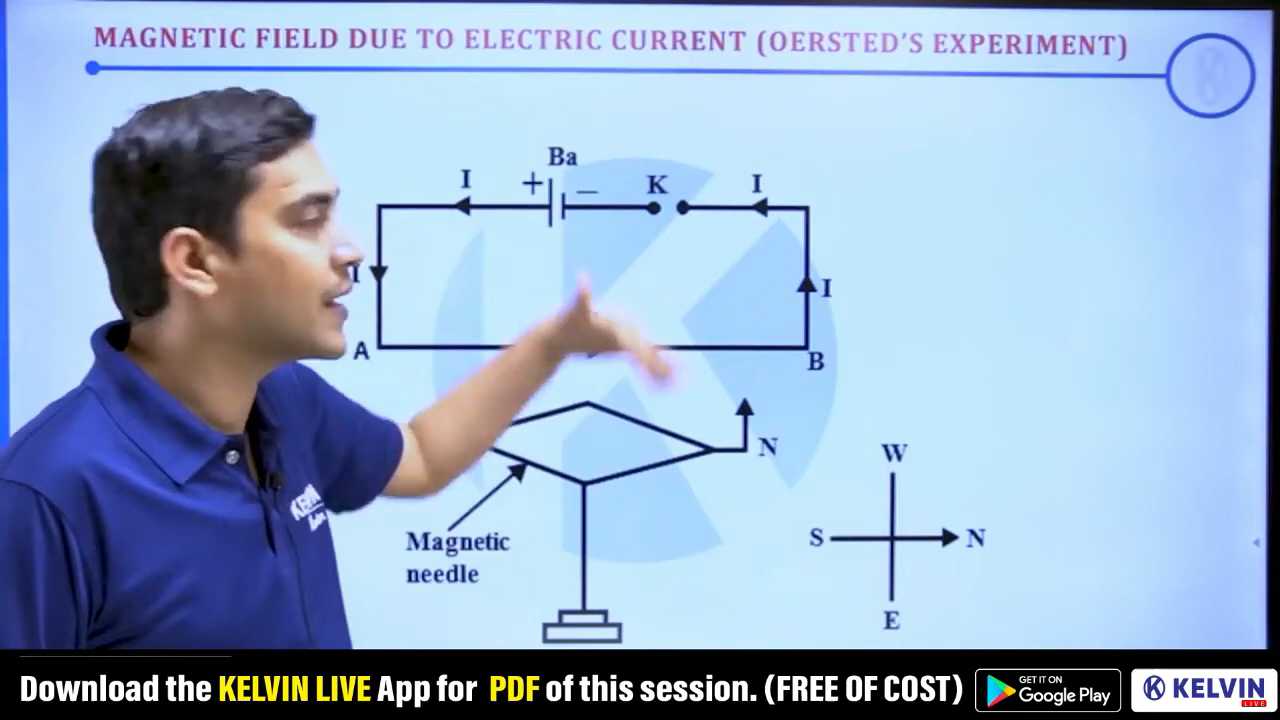 MAGNETIC FIELD DUE TO ELECTRIC CURRENT (OERSTED'S EXPERIMENT)
Ba
I + − K I
I I
A B
N
W
S N
E
Magnetic
needle
Download the KELVIN LIVE App for PDF of this session. (FREE OF COST)
GET IT ON
Google Play
KELVIN
LIVE